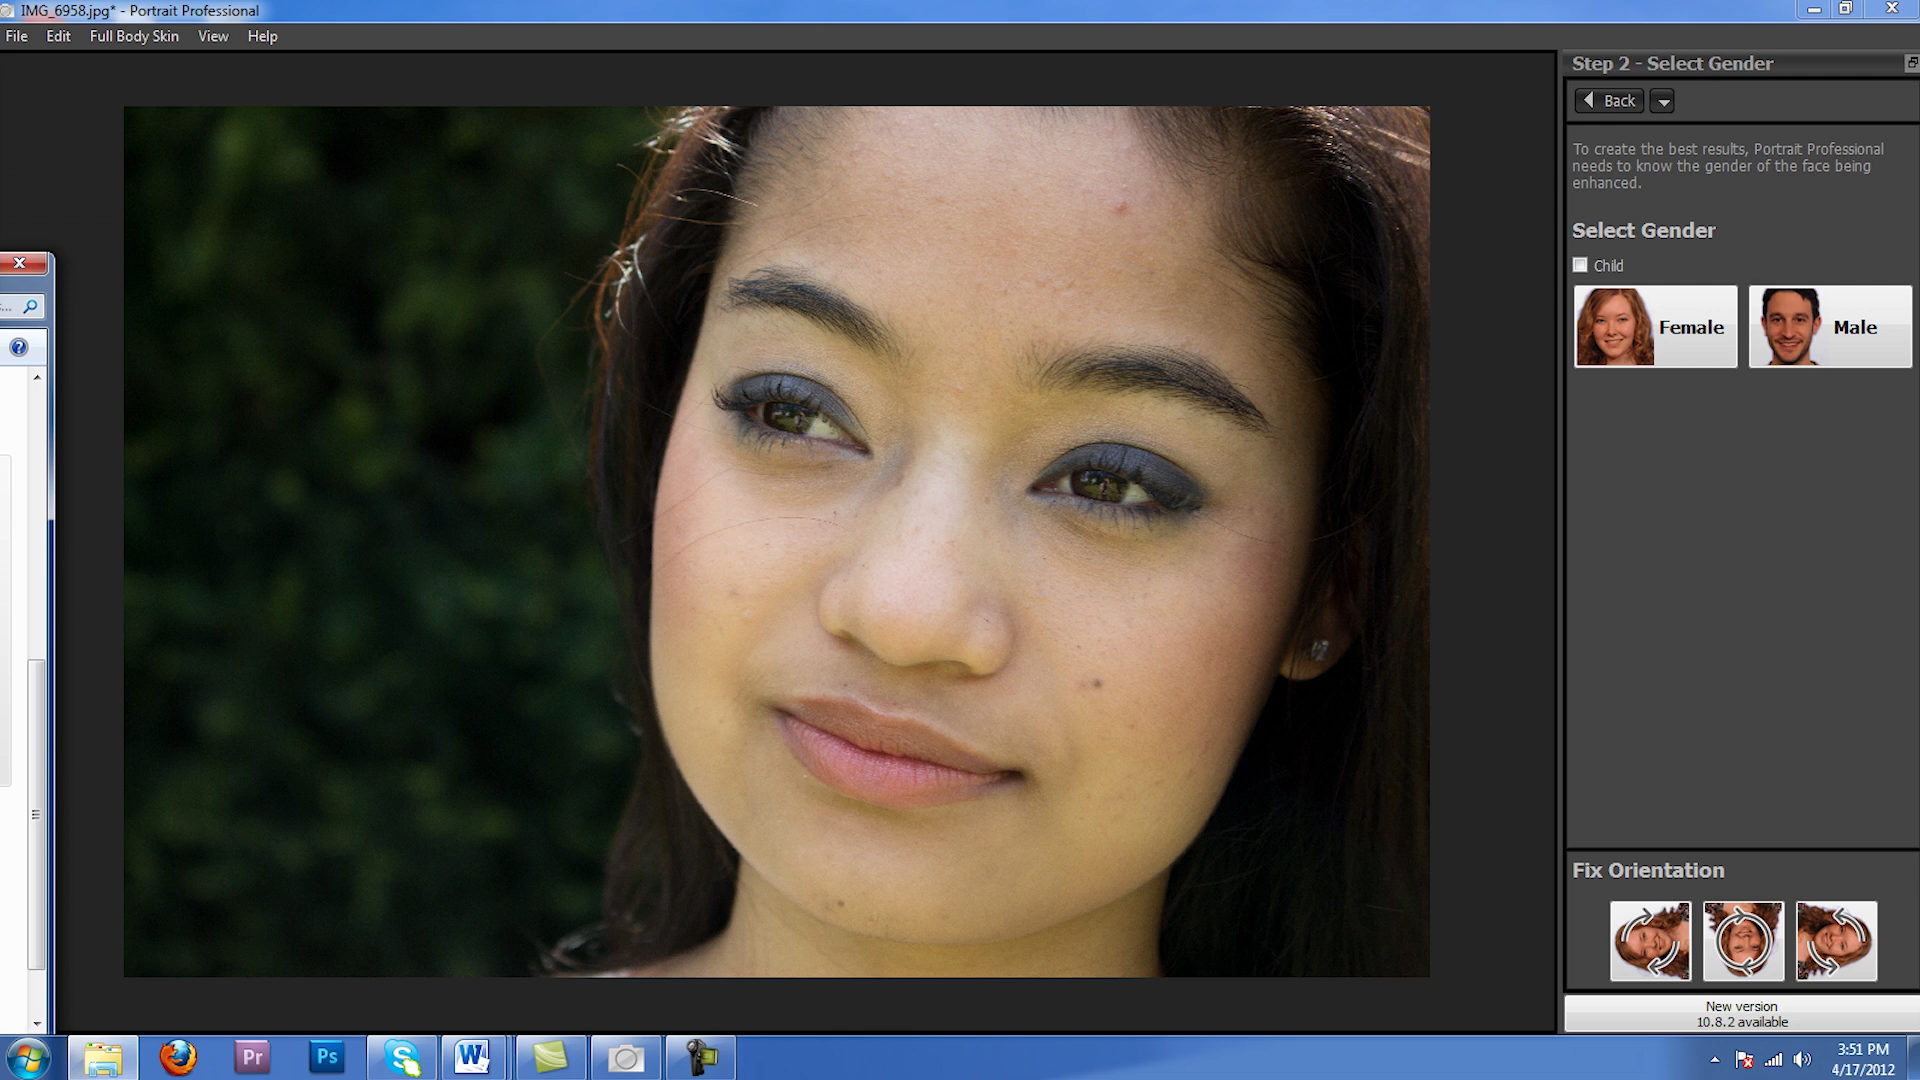 IMG_6958.jpg* - Portrait Professional
File Edit Full Body Skin View Help
Step 2 - Select Gender
Back
To create the best results, Portrait Professional
needs to know the gender of the face being
enhanced.
Select Gender
Child
Female Male
Fix Orientation
New version
10.8.2 available
Pr Ps W
3:51 PM
4/17/2012